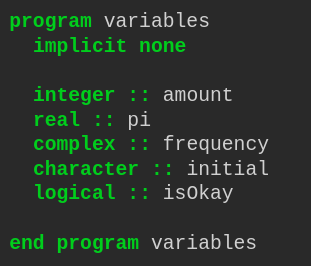 program variables
  implicit none

  integer :: amount
  real :: pi
  complex :: frequency
  character :: initial
  logical :: isOkay

end program variables